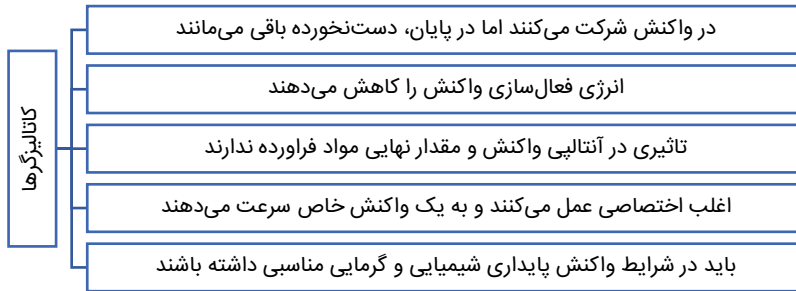 کاتالیزگرها
در واکنش شرکت می‌کنند اما در پایان، دست‌نخورده باقی می‌مانند
انرژی فعال‌سازی واکنش را کاهش می‌دهند
تاثیری در آنتالپی واکنش و مقدار نهایی مواد فراورده ندارند
اغلب اختصاصی عمل می‌کنند و به یک واکنش خاص سرعت می‌دهند
باید در شرایط واکنش پایداری شیمیایی و گرمایی مناسبی داشته باشند